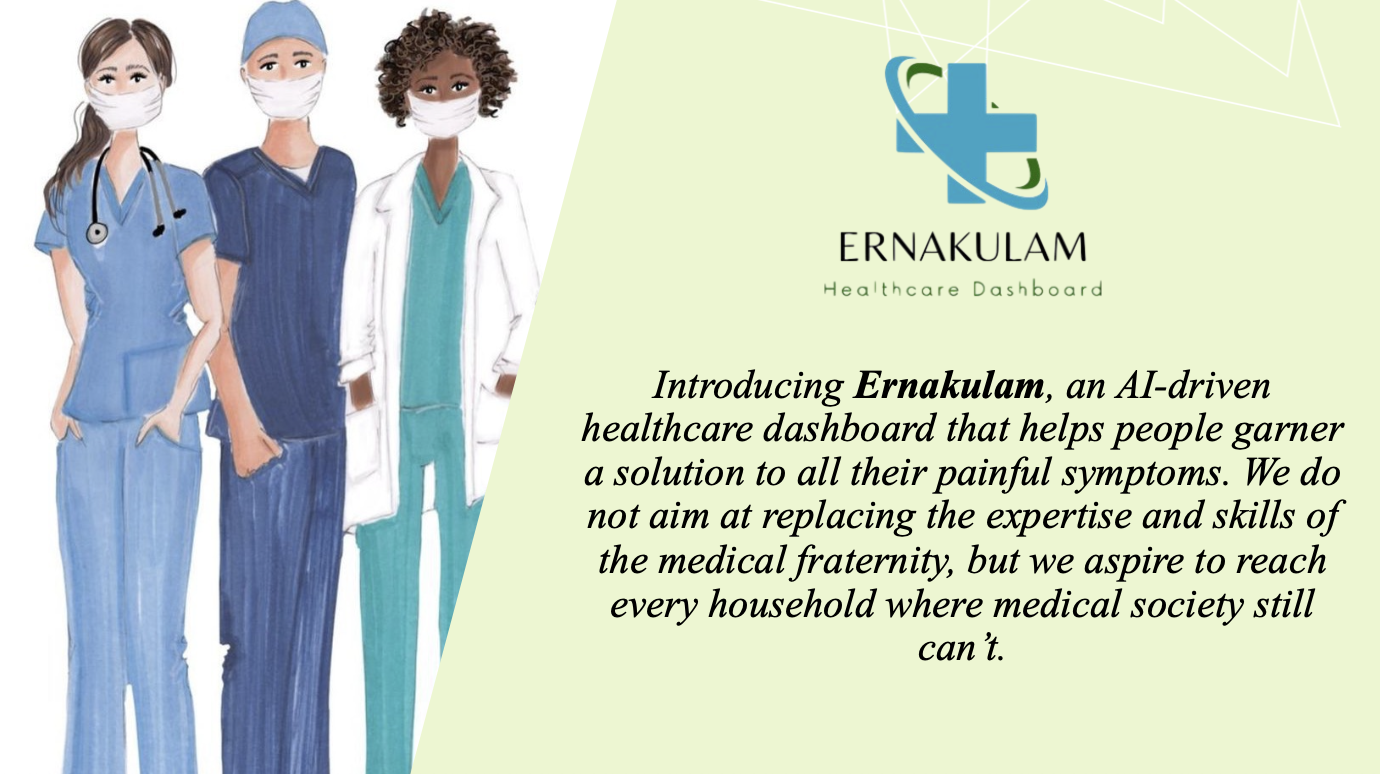 ERNAKULAM
Healthcare Dashboard
Introducing Ernakulam, an AI-driven
healthcare dashboard that helps people garner
a solution to all their painful symptoms. We do
not aim at replacing the expertise and skills of
the medical fraternity, but we aspire to reach
every household where medical society still
can’t.